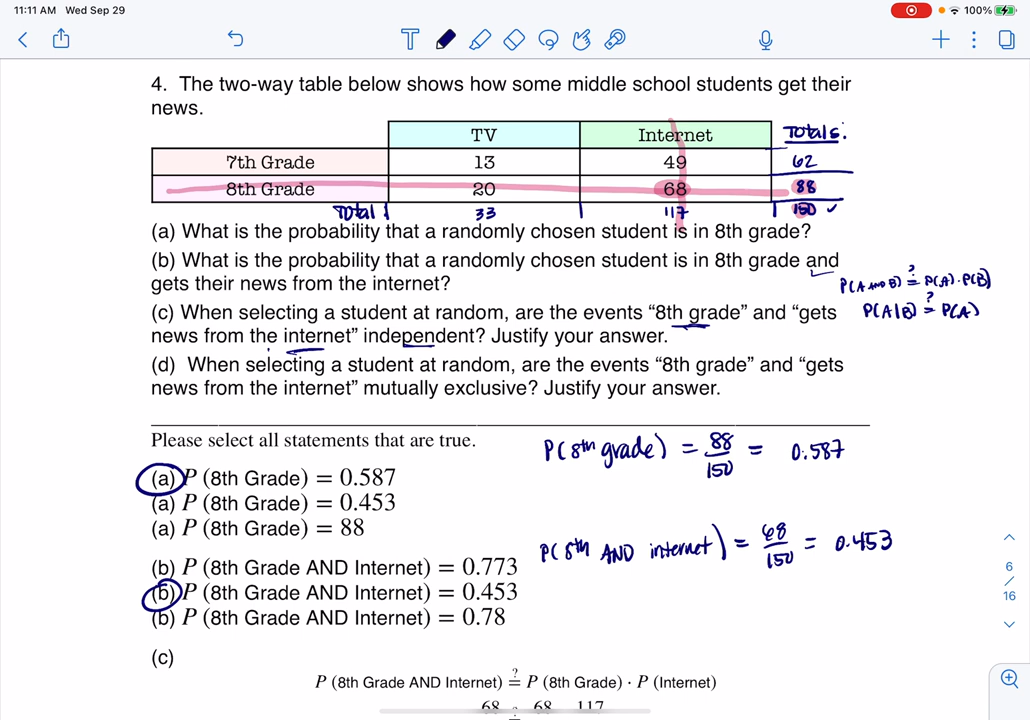 11:11 AM Wed Sep 29
100%
4. The two-way table below shows how some middle school students get their
news.
TV Internet Totals:
7th Grade 13 49 62
8th Grade 20 68 88
Total 33 117 150
(a) What is the probability that a randomly chosen student is in 8th grade?
(b) What is the probability that a randomly chosen student is in 8th grade and
gets their news from the internet?
P(A AND B) ?= P(A)·P(B)
(c) When selecting a student at random, are the events “8th grade” and “gets
P(A|B) ?= P(A)
news from the internet” independent? Justify your answer.
(d) When selecting a student at random, are the events “8th grade” and “gets
news from the internet” mutually exclusive? Justify your answer.
Please select all statements that are true.
P(8th grade) = 88/150 = 0.587
(a) P (8th Grade) = 0.587
(a) P (8th Grade) = 0.453
(a) P (8th Grade) = 88
P(8th AND internet) = 68/150 = 0.453
(b) P (8th Grade AND Internet) = 0.773
(b) P (8th Grade AND Internet) = 0.453
(b) P (8th Grade AND Internet) = 0.78
6
/
16
(c)
P (8th Grade AND Internet) ?= P (8th Grade) · P (Internet)
68 ? 68 117